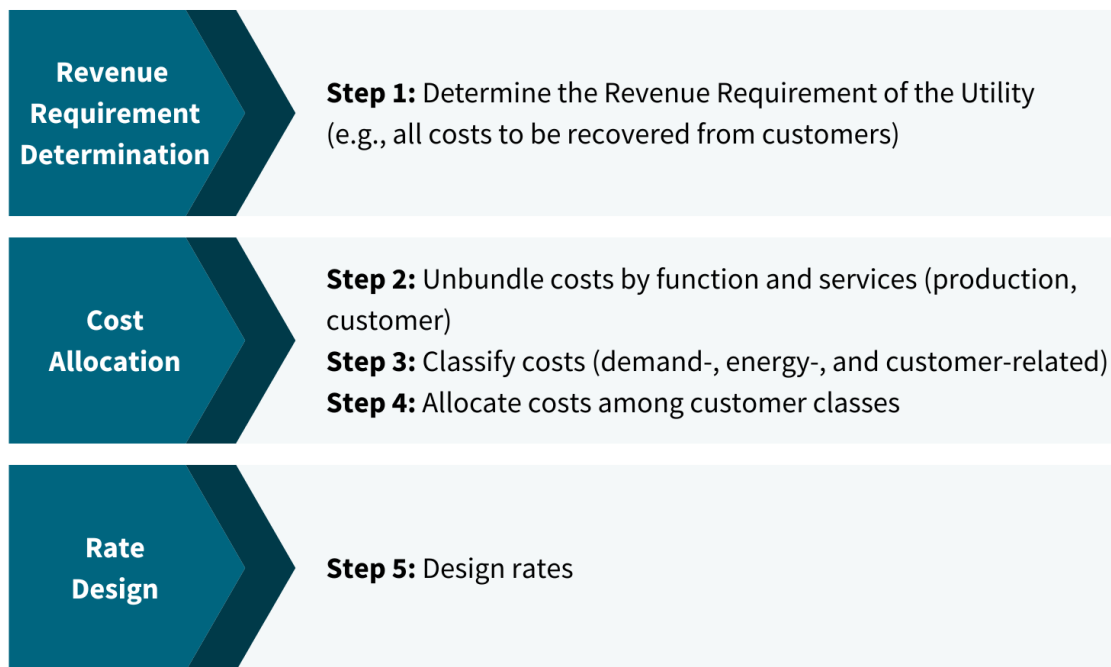 Revenue
Requirement
Determination
Step 1: Determine the Revenue Requirement of the Utility
(e.g., all costs to be recovered from customers)
Cost
Allocation
Step 2: Unbundle costs by function and services (production,
customer)
Step 3: Classify costs (demand-, energy-, and customer-related)
Step 4: Allocate costs among customer classes
Rate
Design
Step 5: Design rates